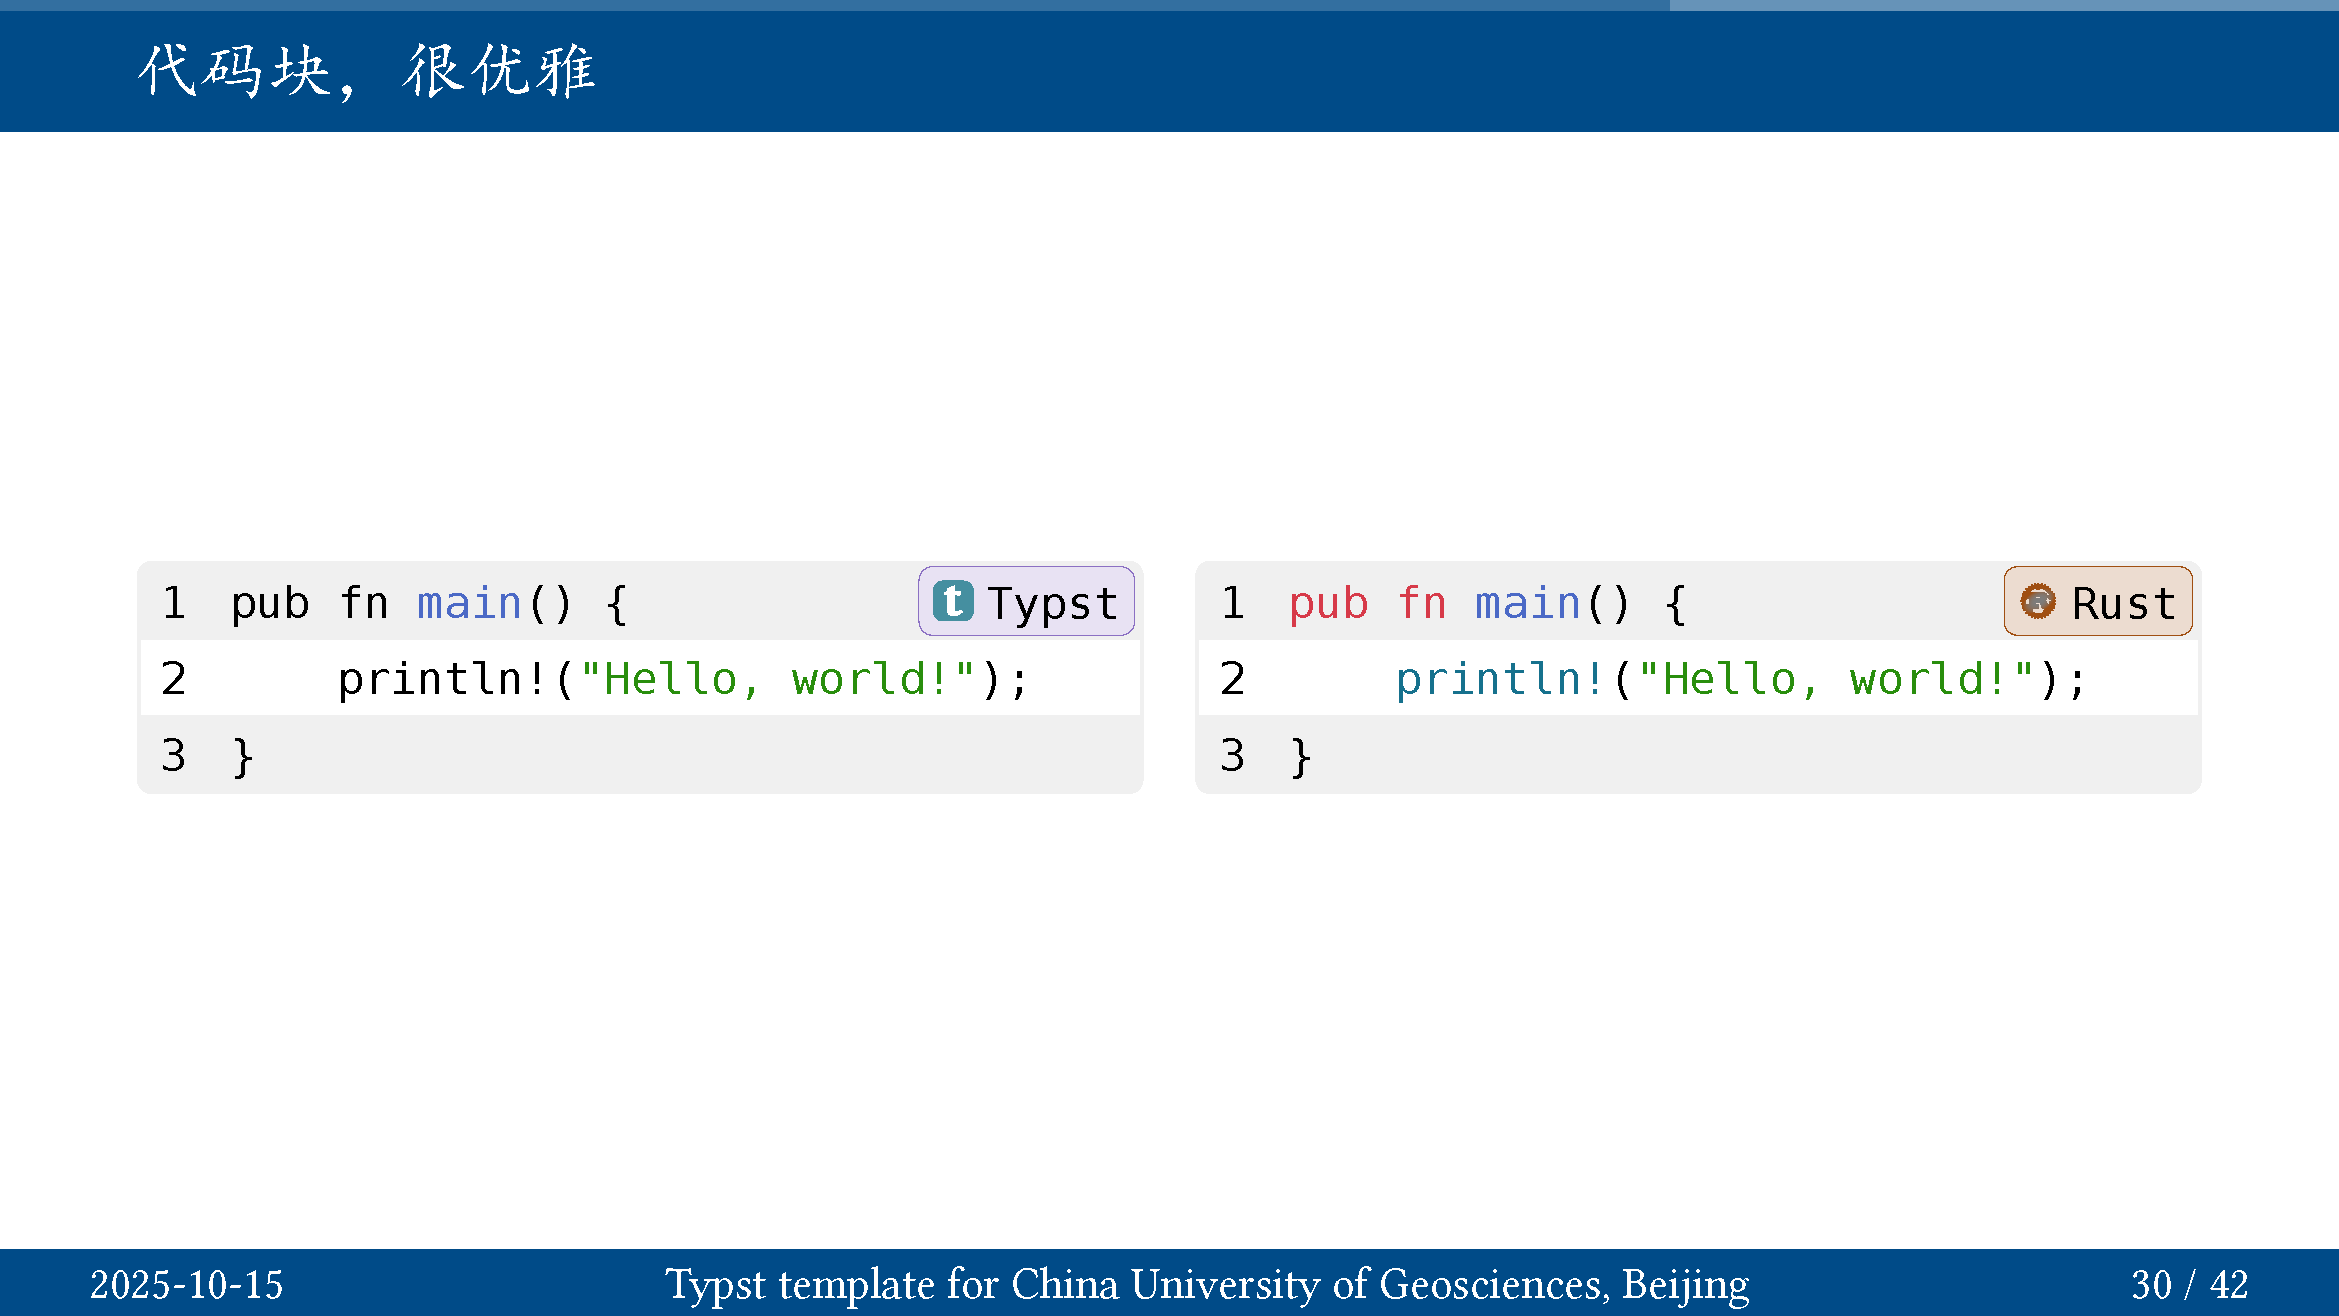 代码块，很优雅
1 pub fn main() {
Typst
2     println!("Hello, world!");
3 }
1 pub fn main() {
Rust
2     println!("Hello, world!");
3 }
2025-10-15
Typst template for China University of Geosciences, Beijing
30 / 42